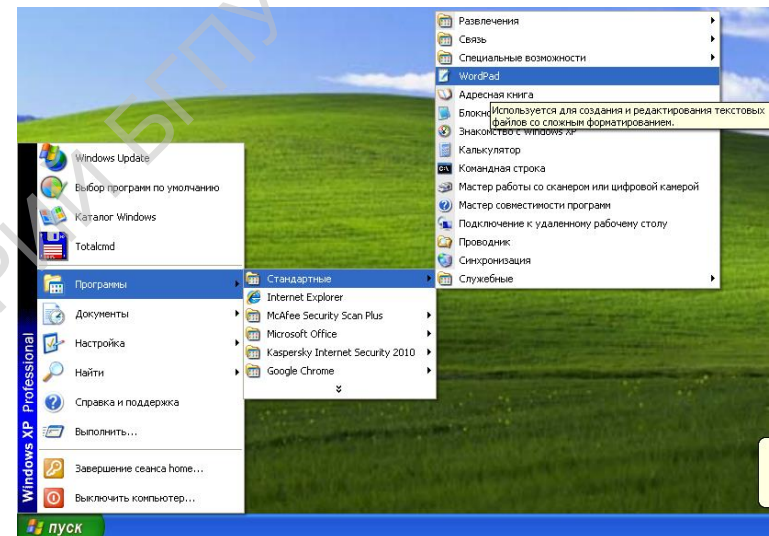 Развлечения
Связь
Специальные возможности
WordPad
Адресная книга
Используется для создания и редактирования текстовых
файлов со сложным форматированием.
Знакомство с Windows XP
Калькулятор
Командная строка
Мастер работы со сканером или цифровой камерой
Мастер совместимости программ
Подключение к удаленному рабочему столу
Проводник
Синхронизация
Служебные
Windows Update
Выбор программ по умолчанию
Каталог Windows
Totalcmd
Программы
Документы
Настройка
Найти
Справка и поддержка
Выполнить...
Завершение сеанса home...
Выключить компьютер...
Стандартные
Internet Explorer
McAfee Security Scan Plus
Microsoft Office
Kaspersky Internet Security 2010
Google Chrome
Windows XP Professional
пуск
БГПУ